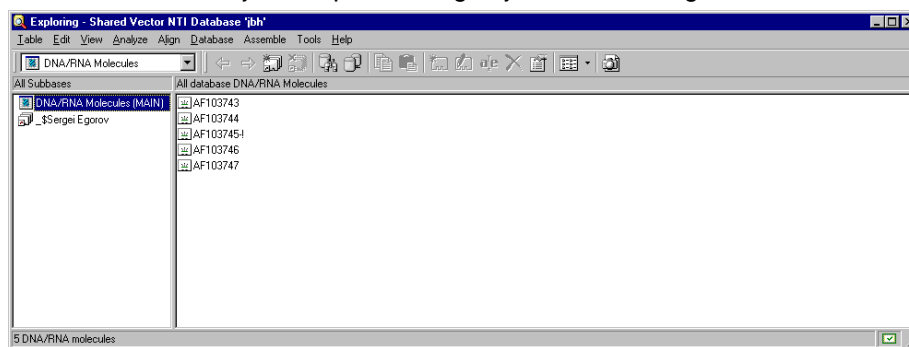 Exploring - Shared Vector NTI Database 'jbh'
Table Edit View Analyze Align Database Assemble Tools Help
DNA/RNA Molecules
All Subbases
All database DNA/RNA Molecules
DNA/RNA Molecules (MAIN)
_$Sergei Egorov
AF103743
AF103744
AF103745-!
AF103746
AF103747
5 DNA/RNA molecules